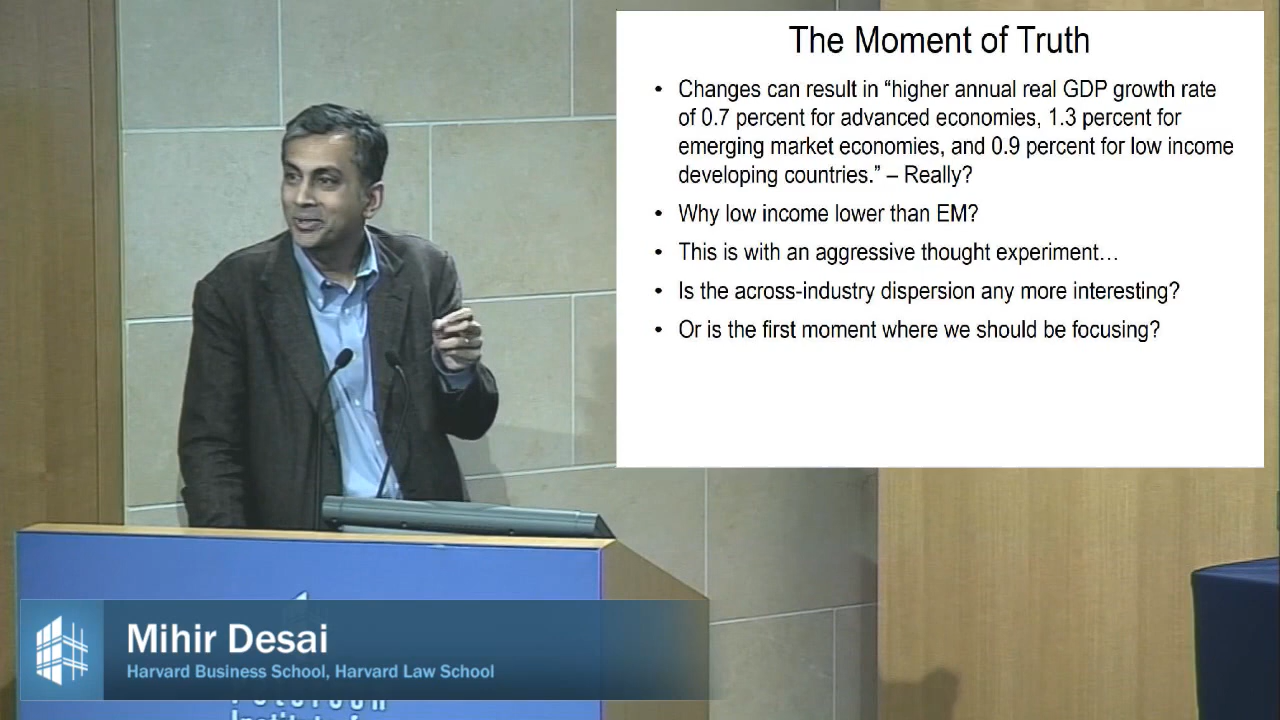 The Moment of Truth
• Changes can result in “higher annual real GDP growth rate
of 0.7 percent for advanced economies, 1.3 percent for
emerging market economies, and 0.9 percent for low income
developing countries.” – Really?
• Why low income lower than EM?
• This is with an aggressive thought experiment…
• Is the across-industry dispersion any more interesting?
• Or is the first moment where we should be focusing?
Mihir Desai
Harvard Business School, Harvard Law School